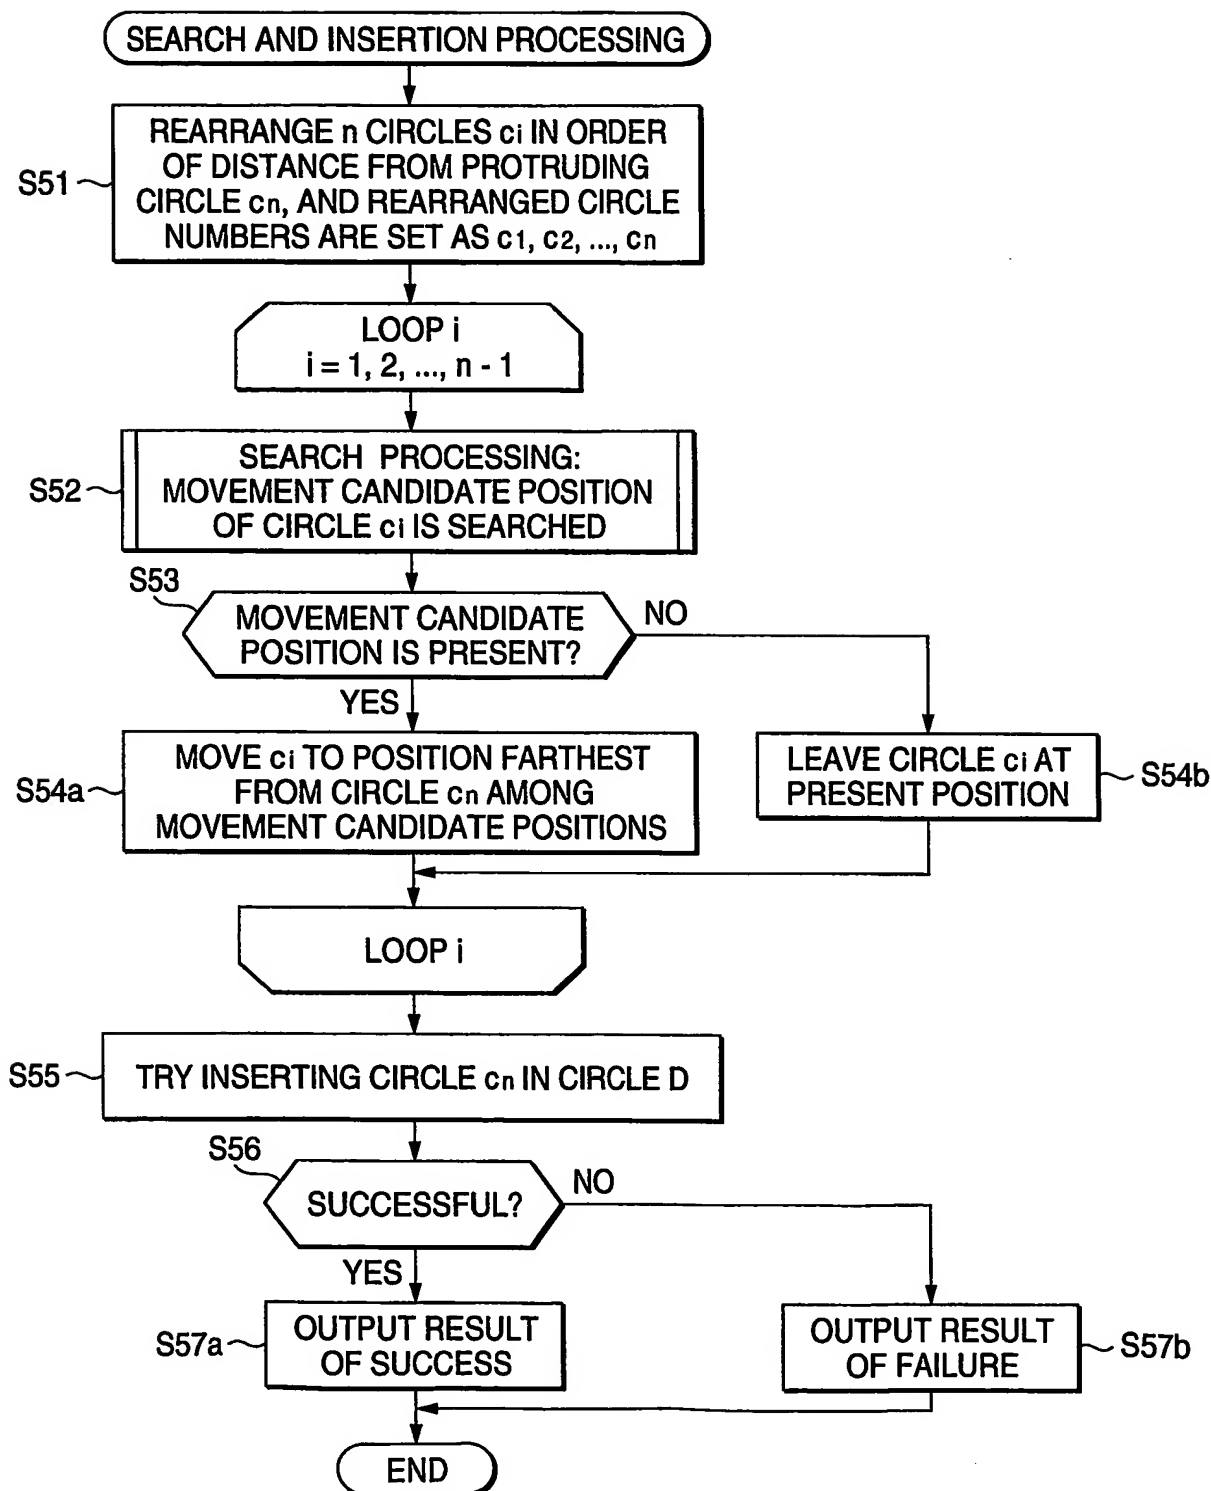 SEARCH AND INSERTION PROCESSING
S51
REARRANGE n CIRCLES ci IN ORDER
OF DISTANCE FROM PROTRUDING
CIRCLE cn, AND REARRANGED CIRCLE
NUMBERS ARE SET AS c1, c2, ..., cn
LOOP i
i = 1, 2, ..., n - 1
S52
SEARCH PROCESSING:
MOVEMENT CANDIDATE POSITION
OF CIRCLE ci IS SEARCHED
S53
MOVEMENT CANDIDATE
POSITION IS PRESENT?
NO
YES
S54a
MOVE ci TO POSITION FARTHEST
FROM CIRCLE cn AMONG
MOVEMENT CANDIDATE POSITIONS
LEAVE CIRCLE ci AT
PRESENT POSITION
S54b
LOOP i
S55
TRY INSERTING CIRCLE cn IN CIRCLE D
S56
SUCCESSFUL?
NO
YES
S57a
OUTPUT RESULT
OF SUCCESS
OUTPUT RESULT
OF FAILURE
S57b
END